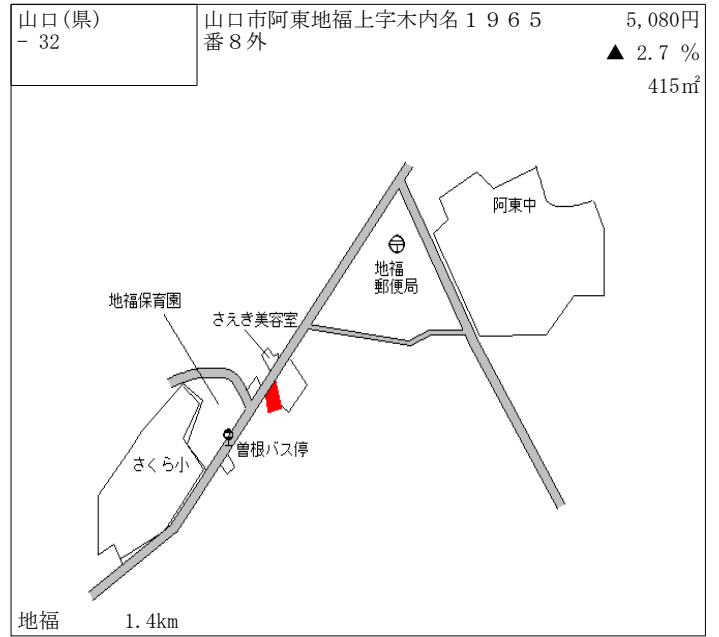 山口(県)
- 32
山口市阿東地福上字木内名１９６５
番８外
5,080円
▲ 2.7 %
415㎡
阿東中
地福
郵便局
地福保育園
さえき美容室
曽根バス停
さくら小
地福 1.4km